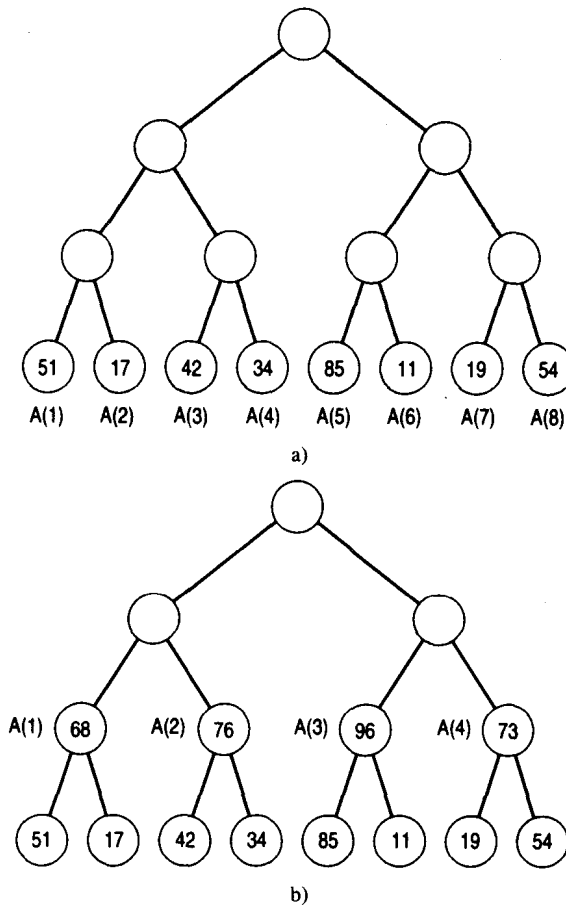 51 17 42 34 85 11 19 54
A(1) A(2) A(3) A(4) A(5) A(6) A(7) A(8)
a)
A(1) 68 A(2) 76 A(3) 96 A(4) 73
51 17 42 34 85 11 19 54
b)